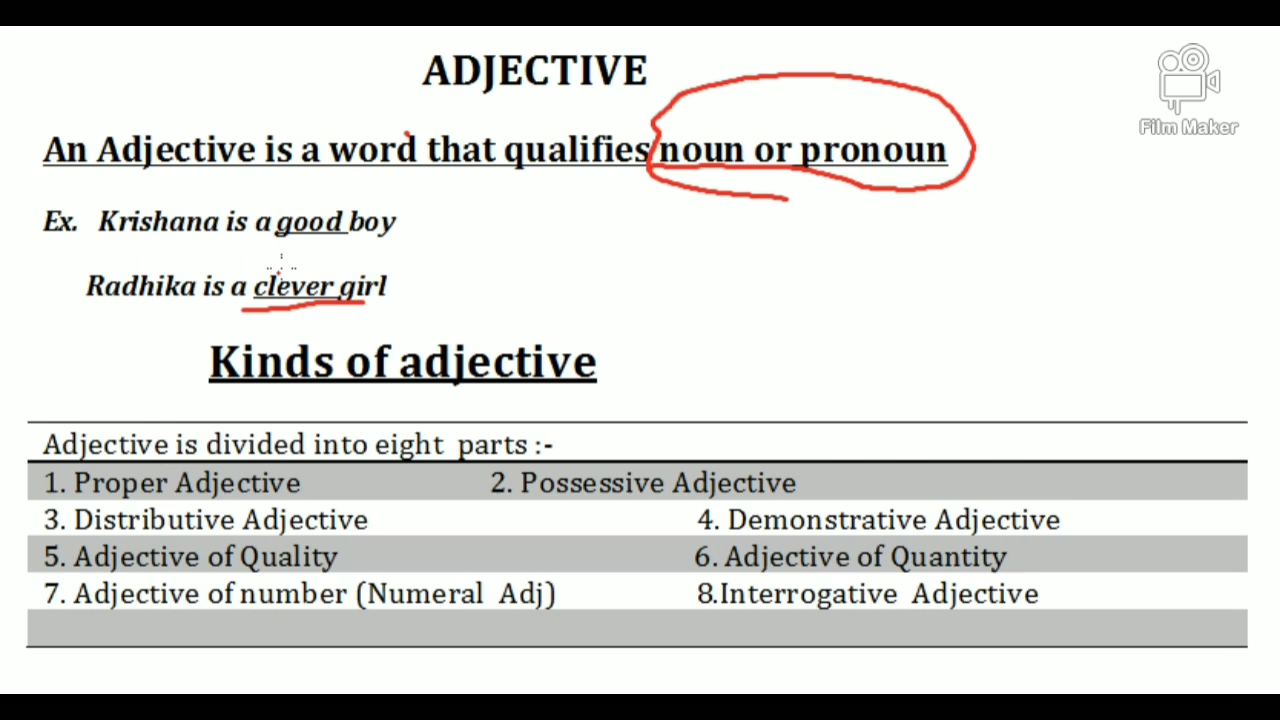 ADJECTIVE
Film Maker
An Adjective is a word that qualifies noun or pronoun
Ex. Krishana is a good boy
Radhika is a clever girl
Kinds of adjective
Adjective is divided into eight parts :-
1. Proper Adjective 2. Possessive Adjective
3. Distributive Adjective 4. Demonstrative Adjective
5. Adjective of Quality 6. Adjective of Quantity
7. Adjective of number (Numeral Adj) 8.Interrogative Adjective